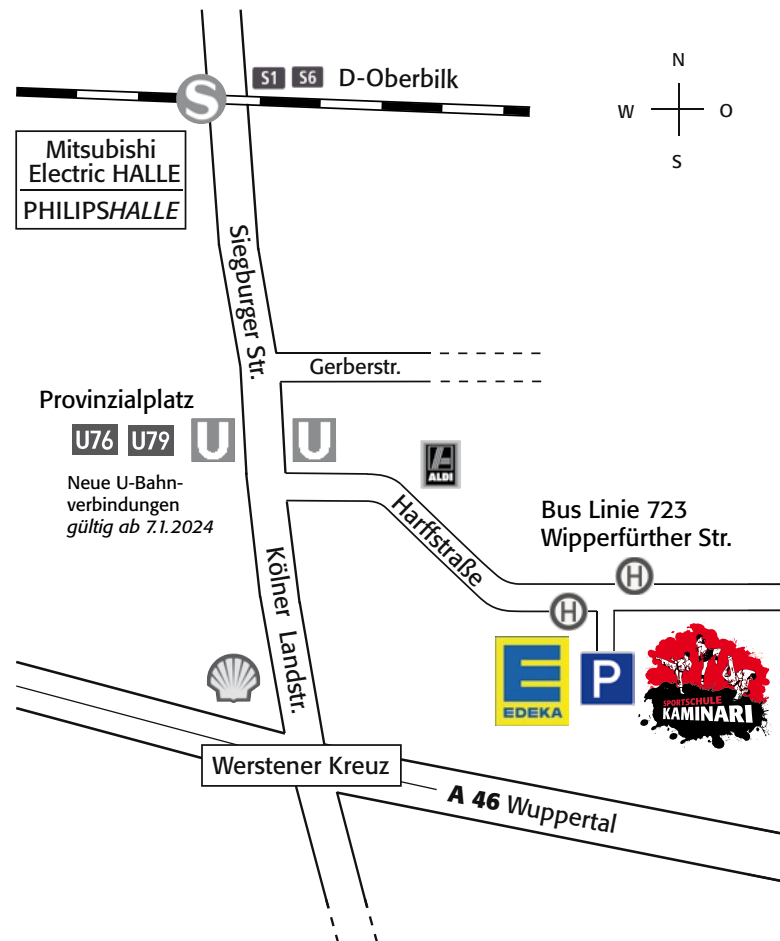 S1 S6 D-Oberbilk
S
N
W O
S
Mitsubishi
Electric HALLE
PHILIPSHALLE
Siegburger Str.
Gerberstr.
Provinzialplatz
U76 U79 U U
Neue U-Bahn-
verbindungen
gültig ab 7.1.2024
ALDI
Harffstraße
Bus Linie 723
Wipperfürther Str.
H
H
Kölner Landstr.
E
EDEKA
P
SPORTSCHULE
KAMINARI
Werstener Kreuz
A 46 Wuppertal